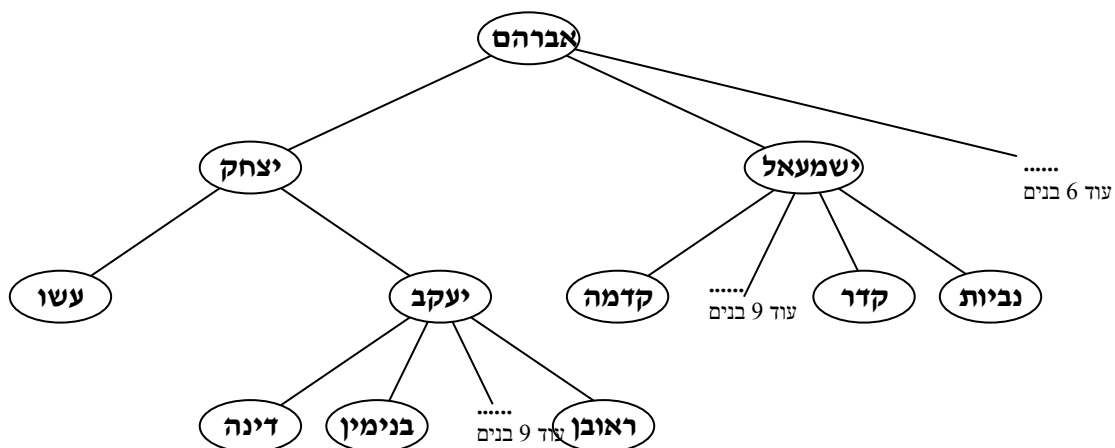 אברהם
ישמעאל
יצחק
......
עוד 6 בנים
נביות
קדר
......
עוד 9 בנים
קדמה
יעקב
עשו
ראובן
......
עוד 9 בנים
בנימין
דינה